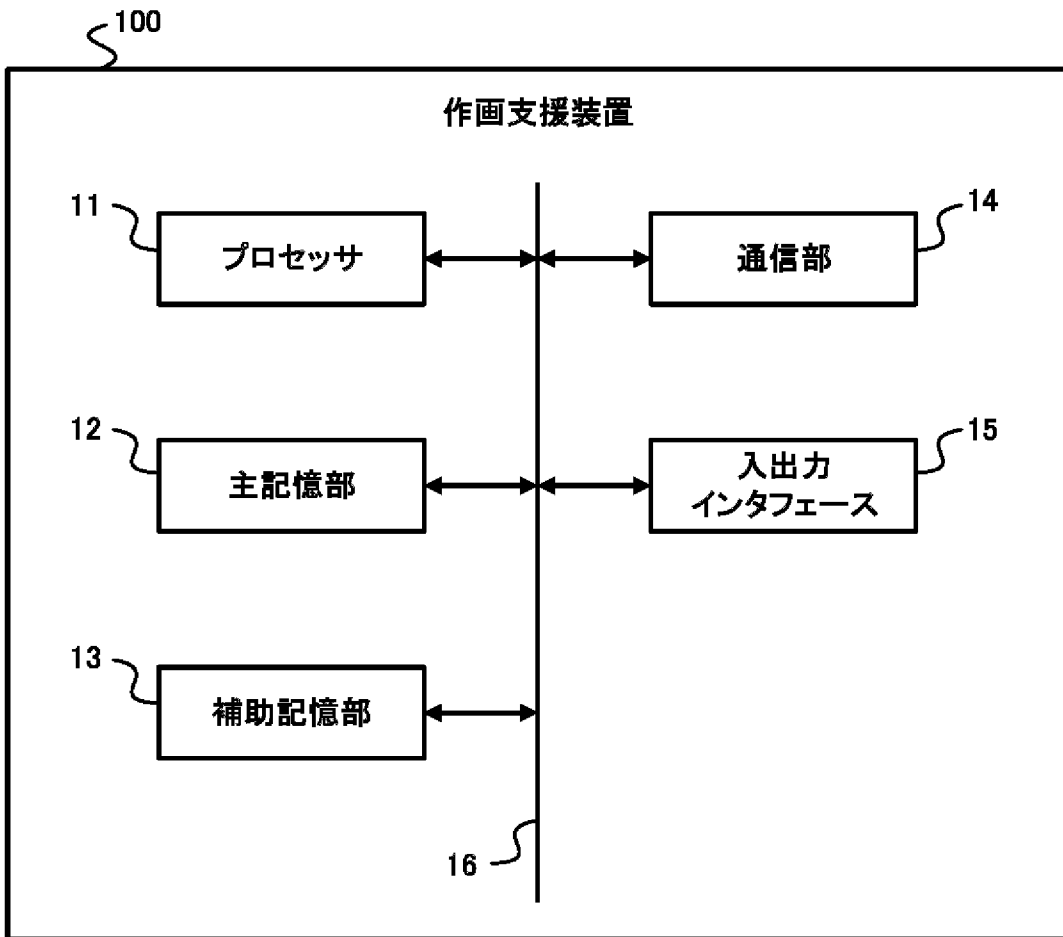 100
作画支援装置
11
プロセッサ
14
通信部
12
主記憶部
15
入出力
インタフェース
13
補助記憶部
16